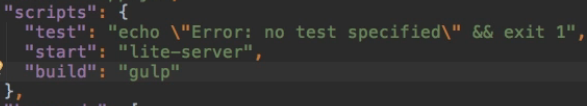 "scripts": {
"test": "echo \"Error: no test specified\" && exit 1",
"start": "lite-server",
"build": "gulp"
},